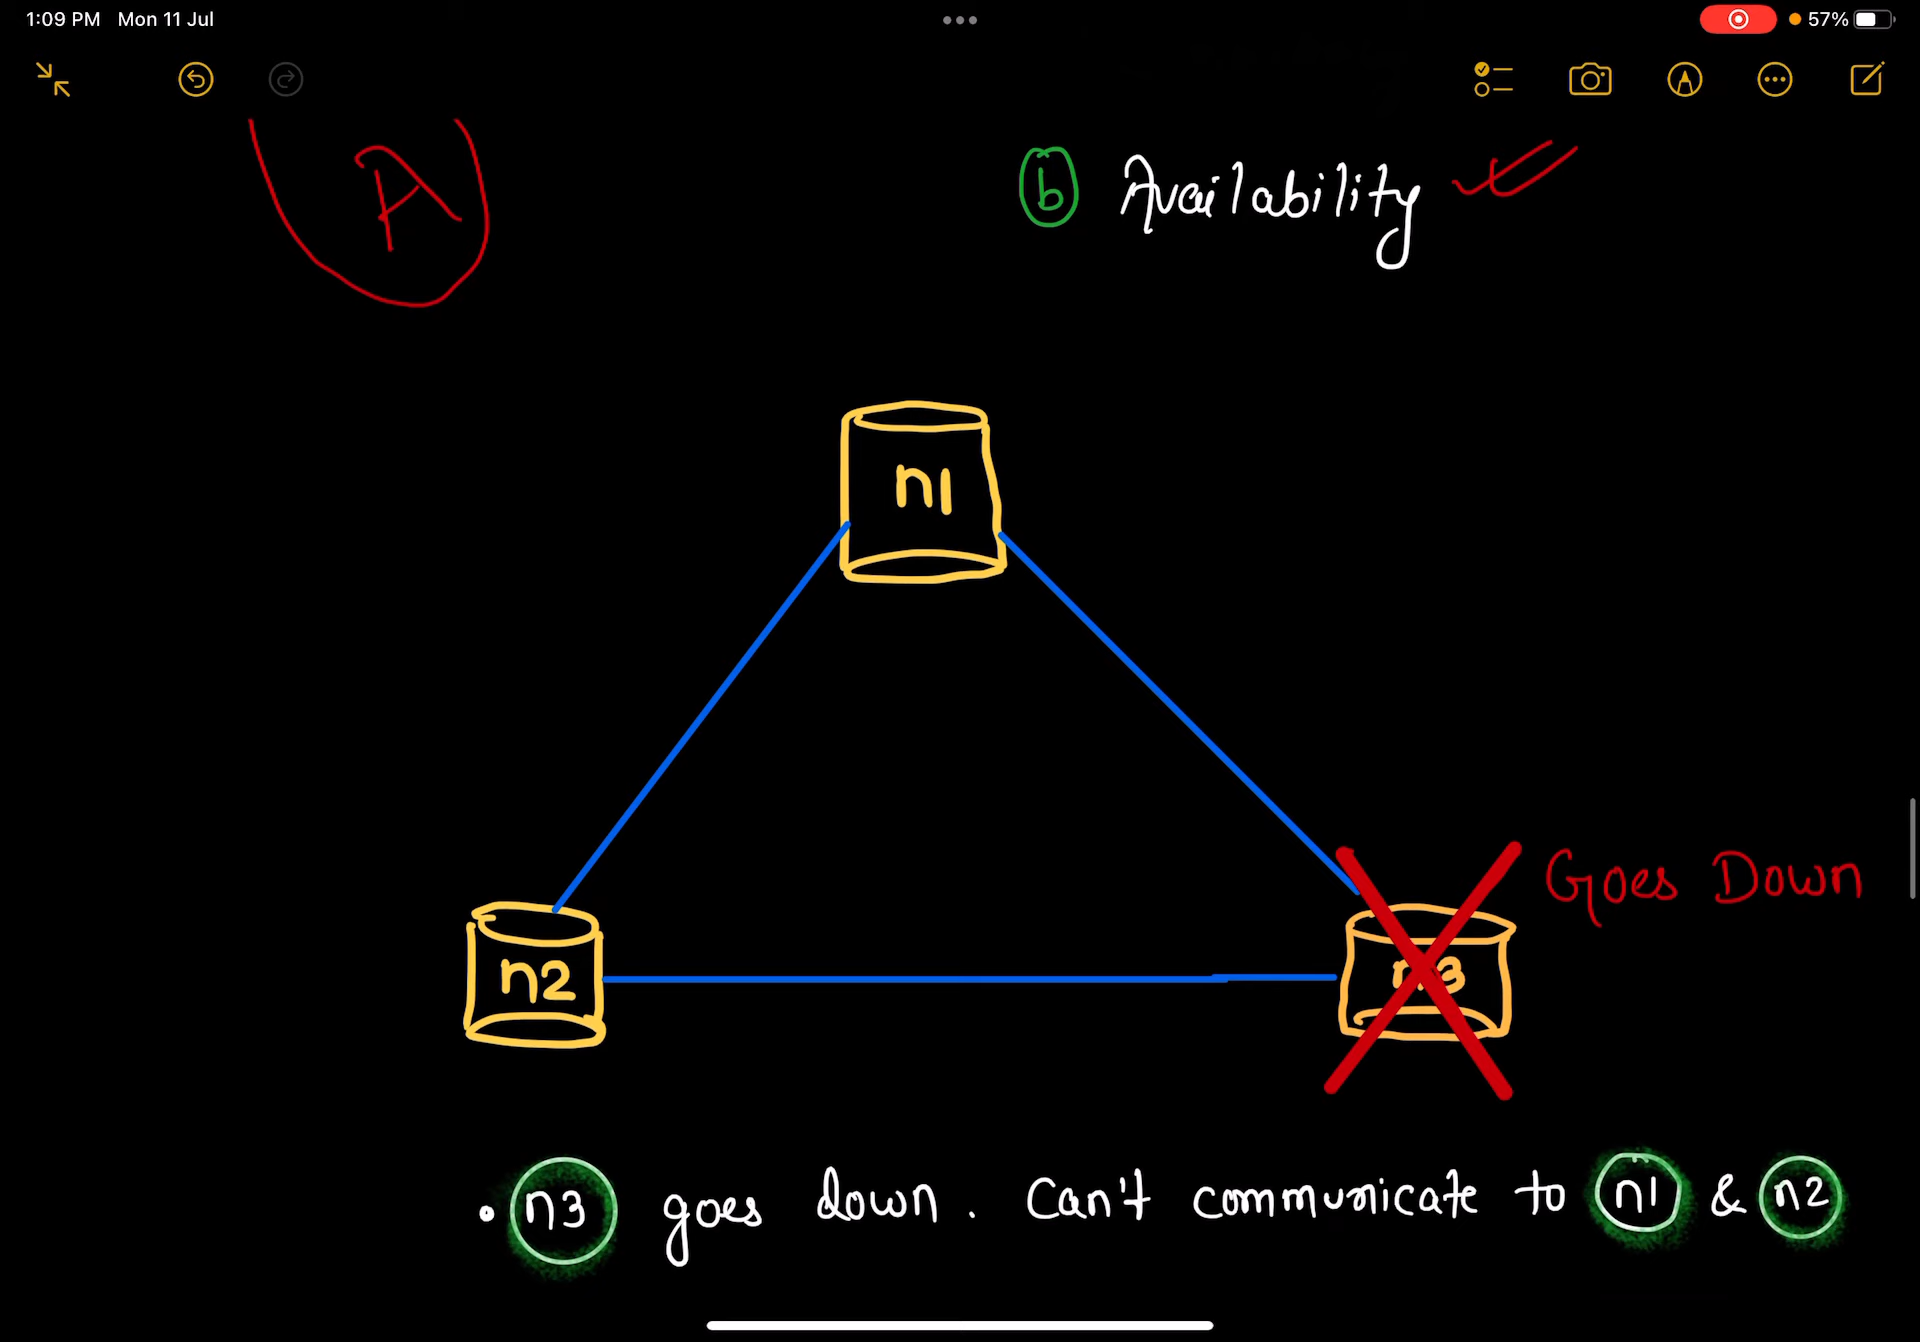 1:09 PM Mon 11 Jul
57%
A
b Availability
n1
Goes Down
n2
n3
• n3 goes down. Can't communicate to n1 & n2